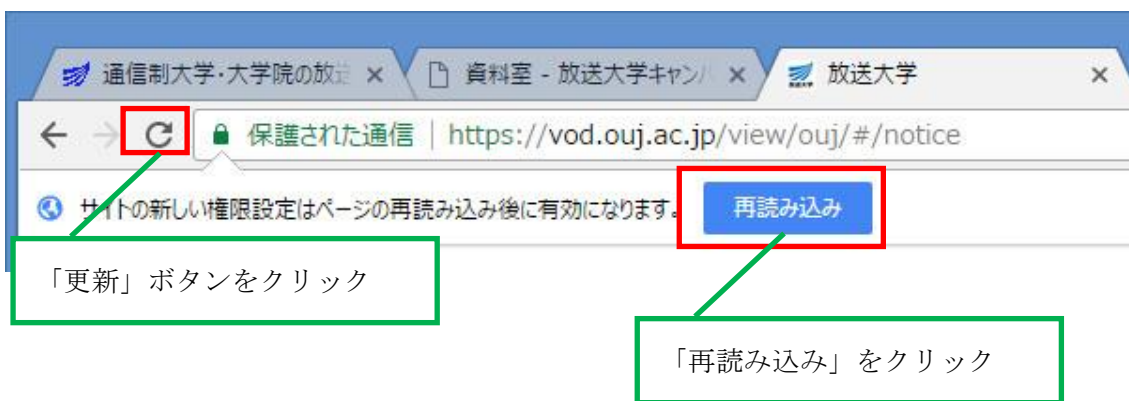 通信制大学・大学院の放送
資料室 - 放送大学キャンパ
放送大学
保護された通信 | https://vod.ouj.ac.jp/view/ouj/#/notice
サイトの新しい権限設定はページの再読み込み後に有効になります。 再読み込み
「更新」ボタンをクリック
「再読み込み」をクリック